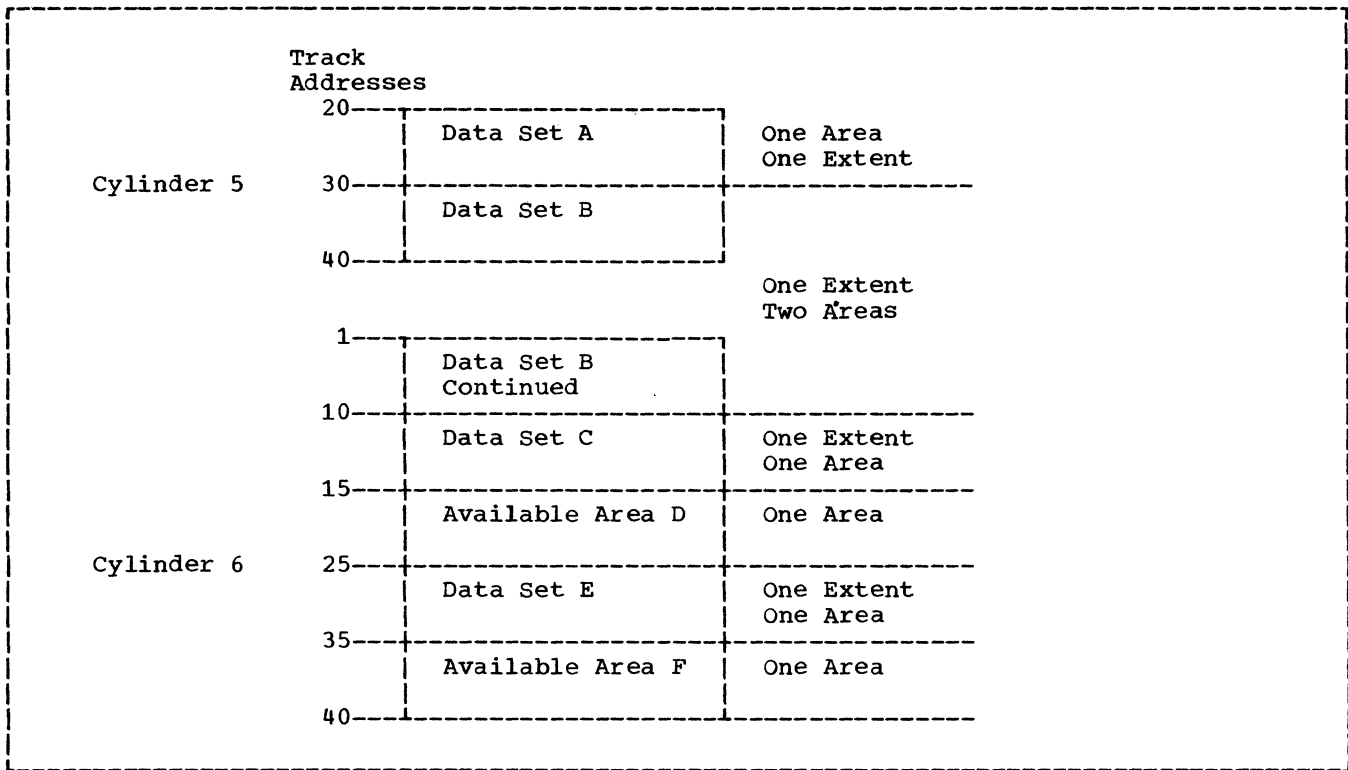 Track
Addresses
20
Data Set A One Area
One Extent
Cylinder 5 30
Data Set B
40
One Extent
Two Areas
1
Data Set B
Continued
10
Data Set C One Extent
One Area
15
Available Area D One Area
Cylinder 6 25
Data Set E One Extent
One Area
35
Available Area F One Area
40